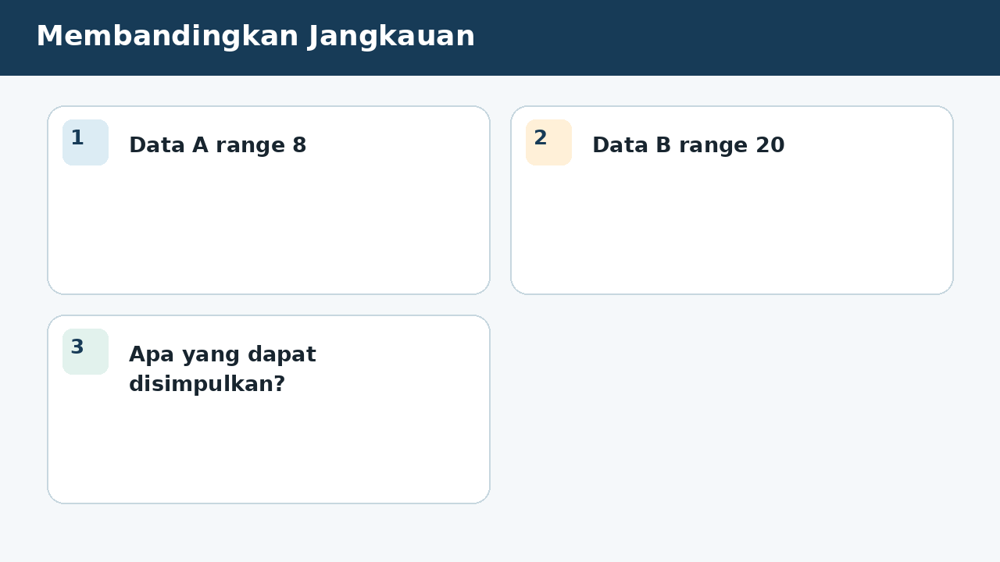 Membandingkan Jangkauan
1
Data A range 8
2
Data B range 20
3
Apa yang dapat
disimpulkan?